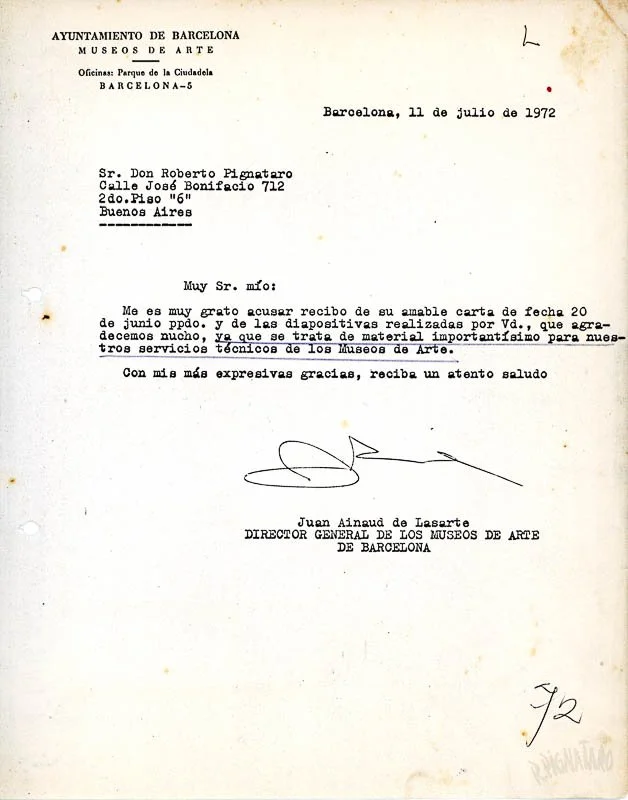 AYUNTAMIENTO DE BARCELONA
MUSEOS DE ARTE
Oficinas: Parque de la Ciudadela
BARCELONA-5
L
Barcelona, 11 de julio de 1972
Sr. Don Roberto Pignataro
Calle José Bonifacio 712
2do.Piso "6"
Buenos Aires
Muy Sr. mío:
Me es muy grato acusar recibo de su amable carta de fecha 20
de junio ppdo. y de las diapositivas realizadas por Vd., que agra-
decemos nucho, ya que se trata de material importantísimo para nues-
tros servicios técnicos de los Museos de Arte.
Con mis más expresivas gracias, reciba un atento saludo
Juan Ainaud de Lasarte
DIRECTOR GENERAL DE LOS MUSEOS DE ARTE
DE BARCELONA
72
R.PIGNATARO